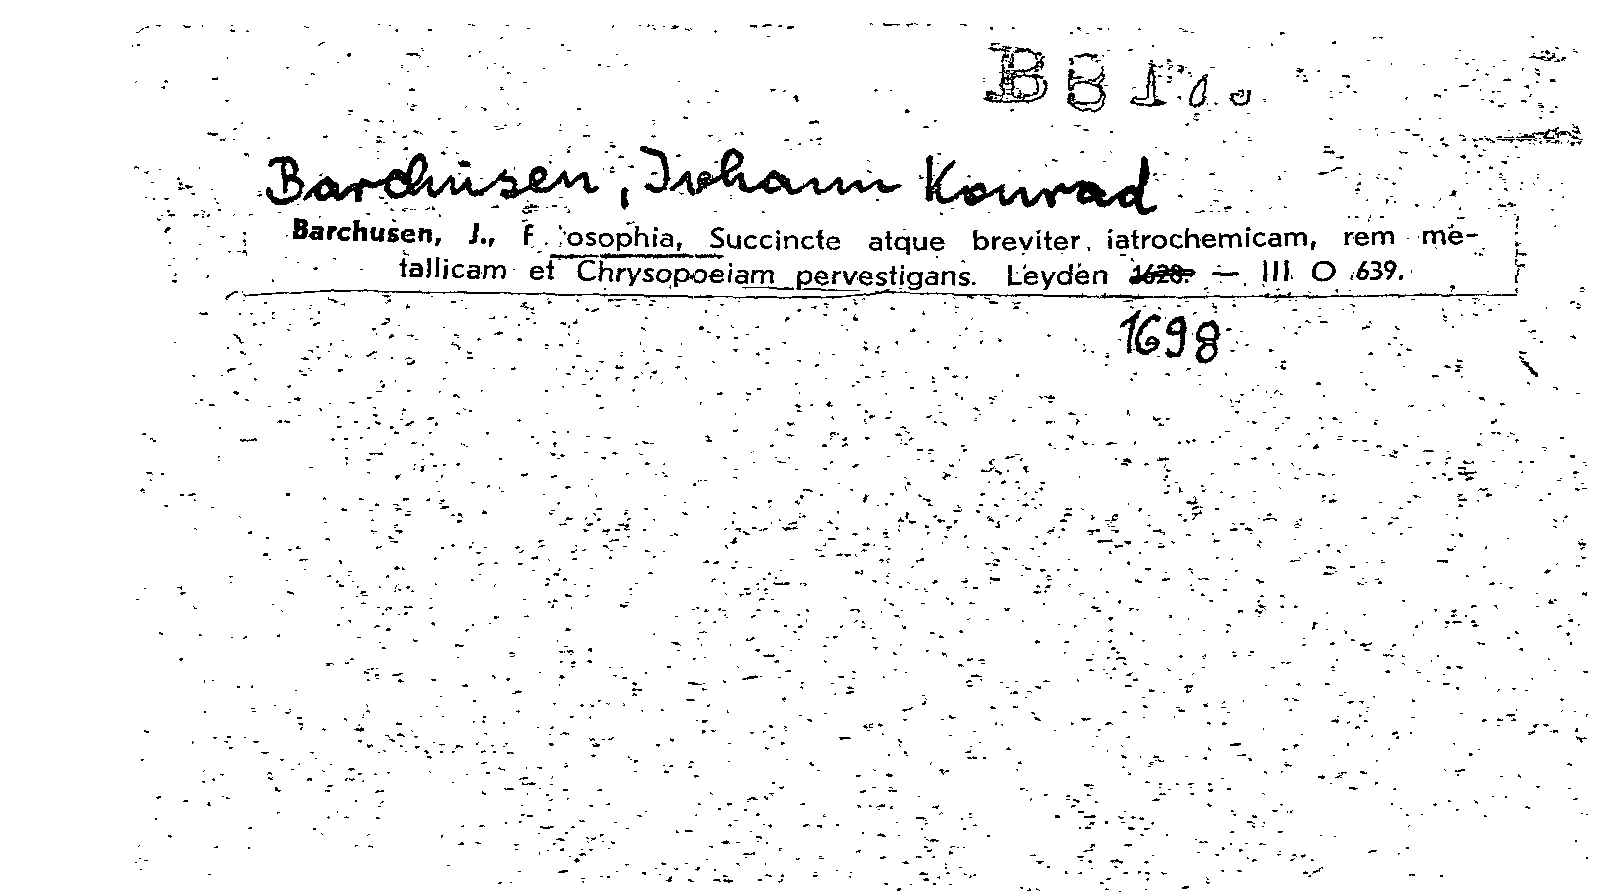 Barchusen, Johann Konrad
Barchusen, J., osophia, Succincte atque breviter iatrochemicam, rem me-
tallicam et Chrysopoeiam pervestigans. Leyden 1628. — III O 639.
1698